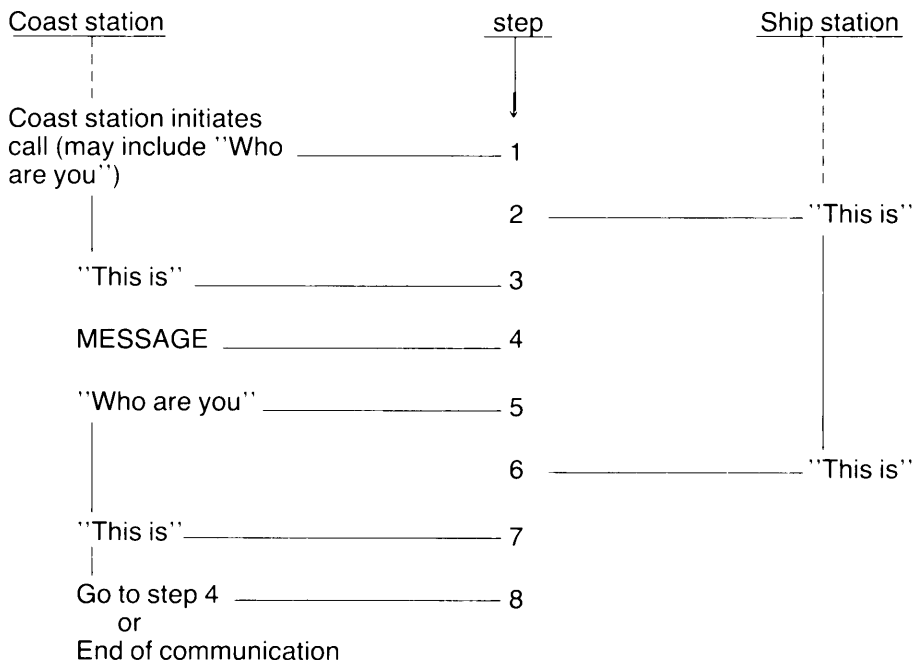 Coast station step Ship station
Coast station initiates
call (may include ''Who 1
are you'')
2 ''This is''
''This is'' 3
MESSAGE 4
''Who are you'' 5
6 ''This is''
''This is'' 7
Go to step 4 8
or
End of communication